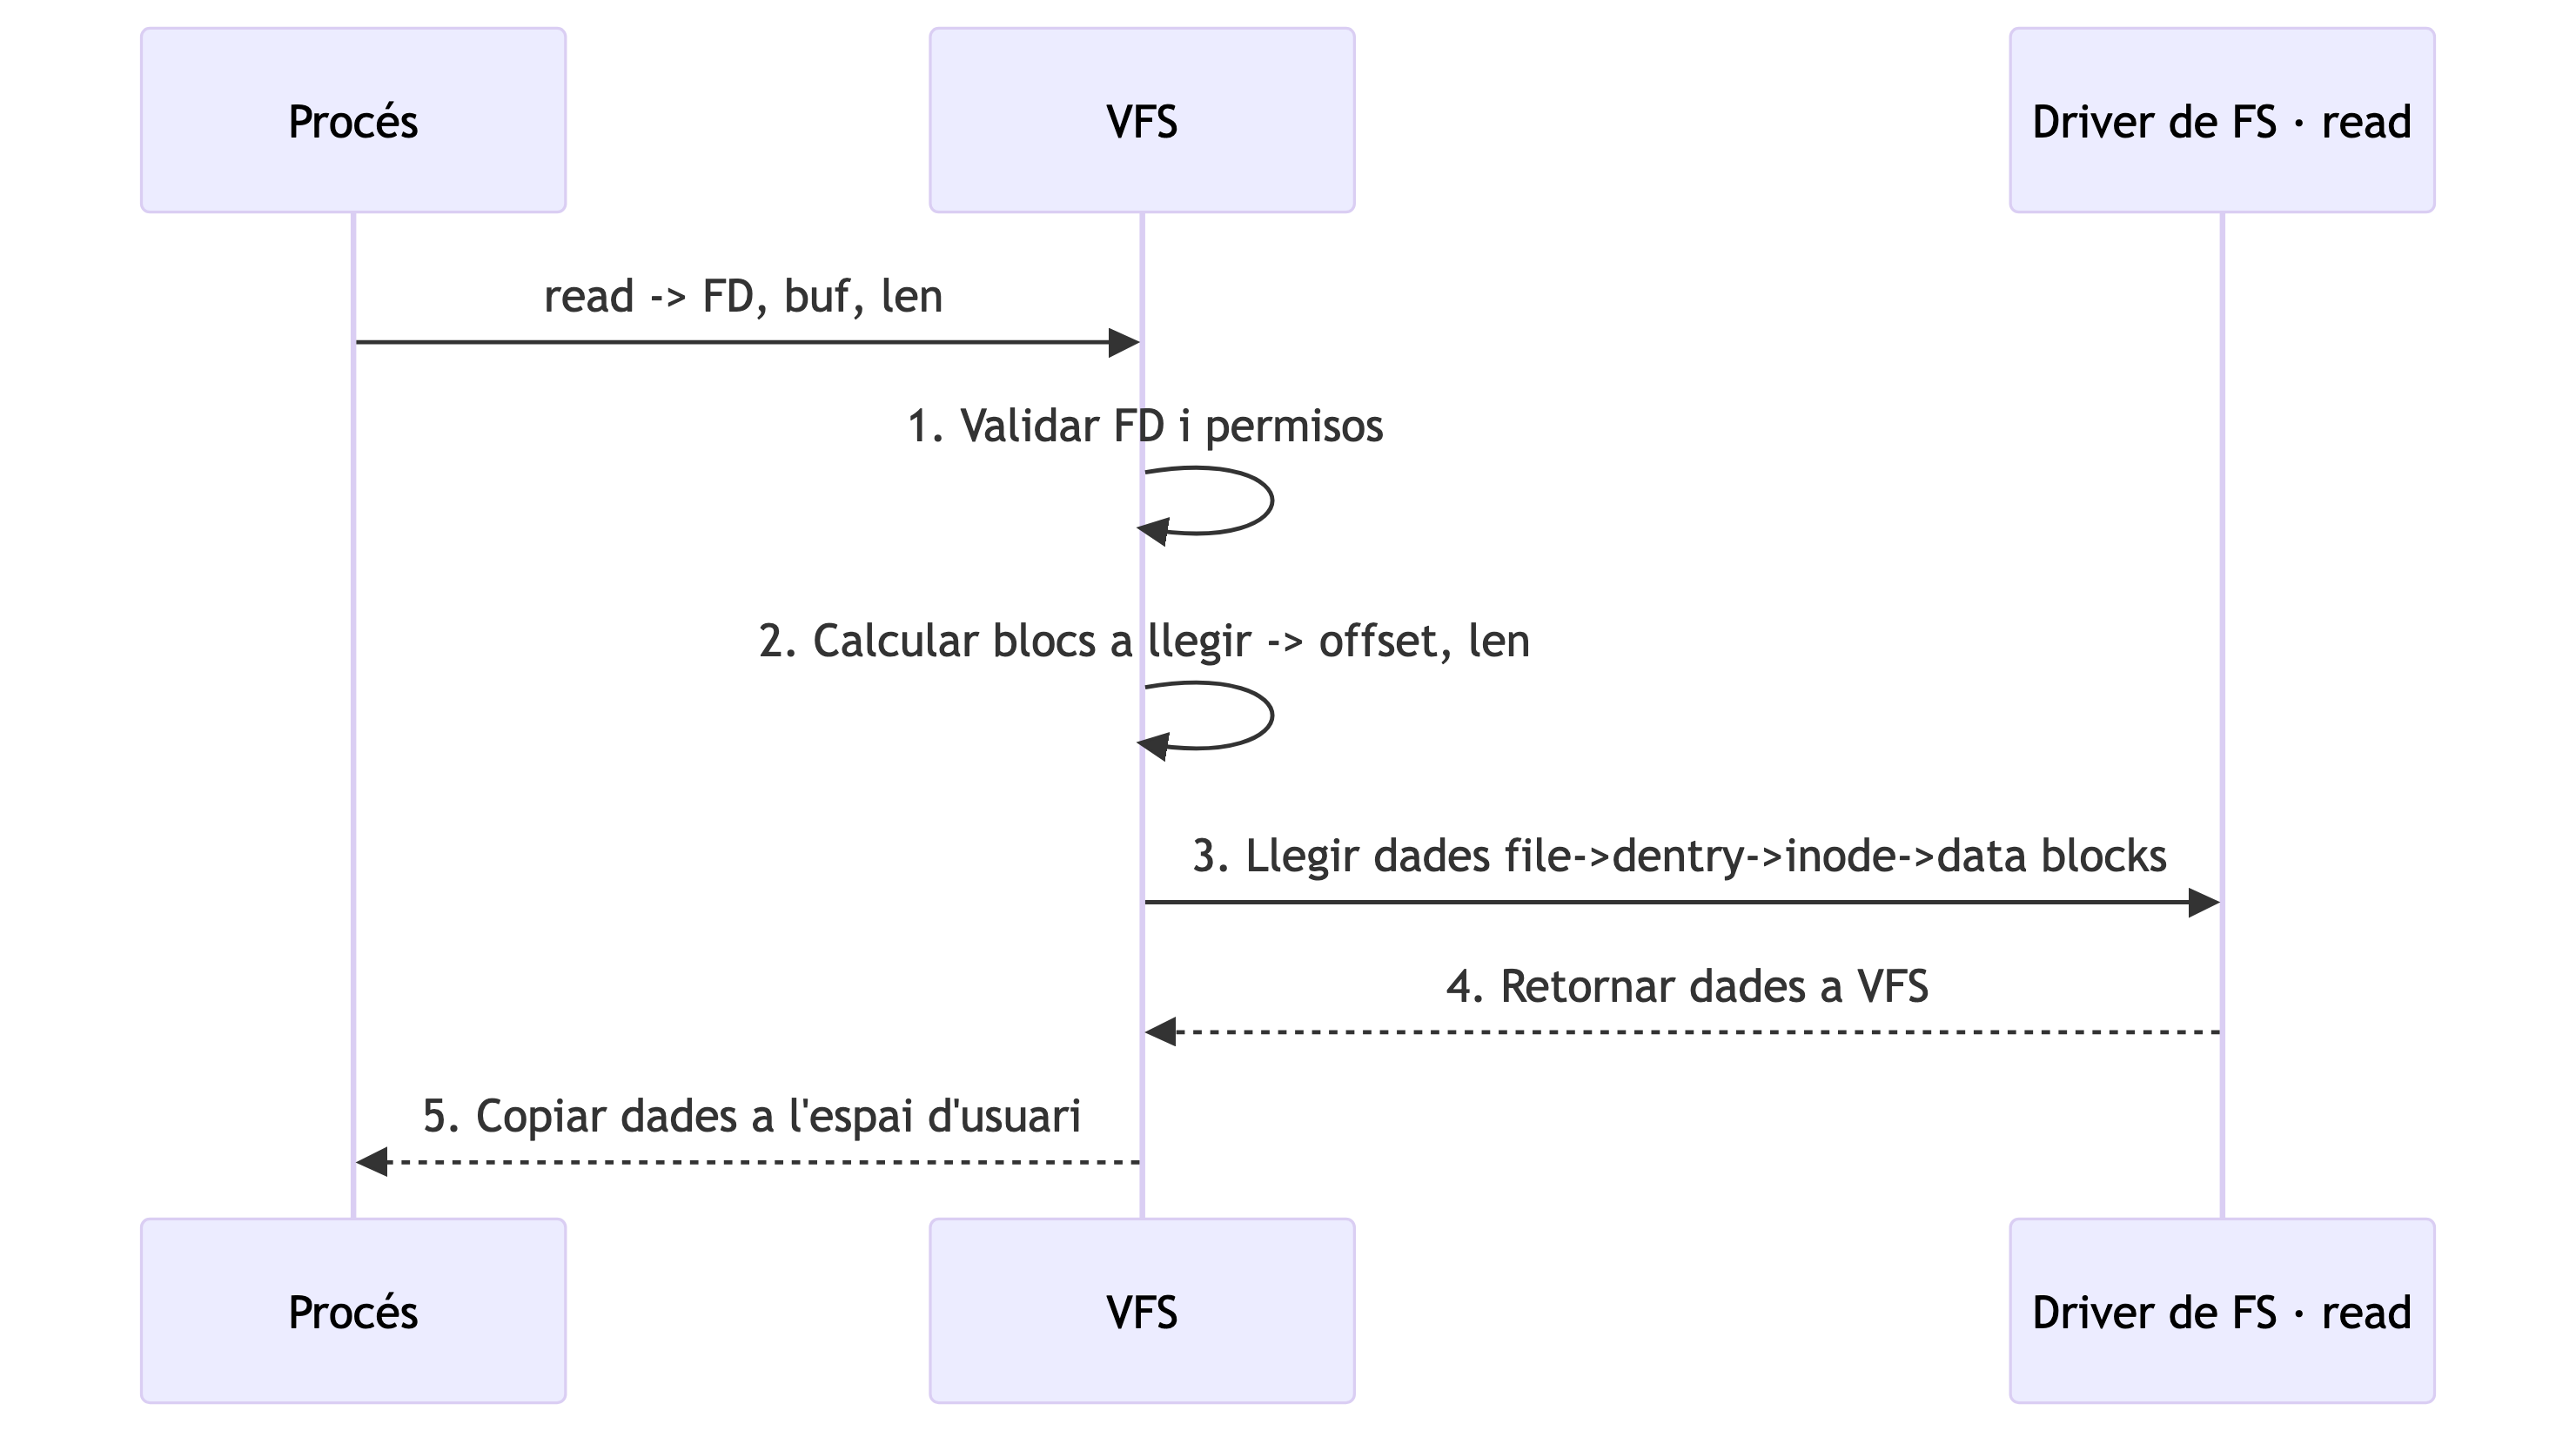 Procés
VFS
Driver de FS · read
read -> FD, buf, len
1. Validar FD i permisos
2. Calcular blocs a llegir -> offset, len
3. Llegir dades file->dentry->inode->data blocks
4. Retornar dades a VFS
5. Copiar dades a l'espai d'usuari
Procés
VFS
Driver de FS · read